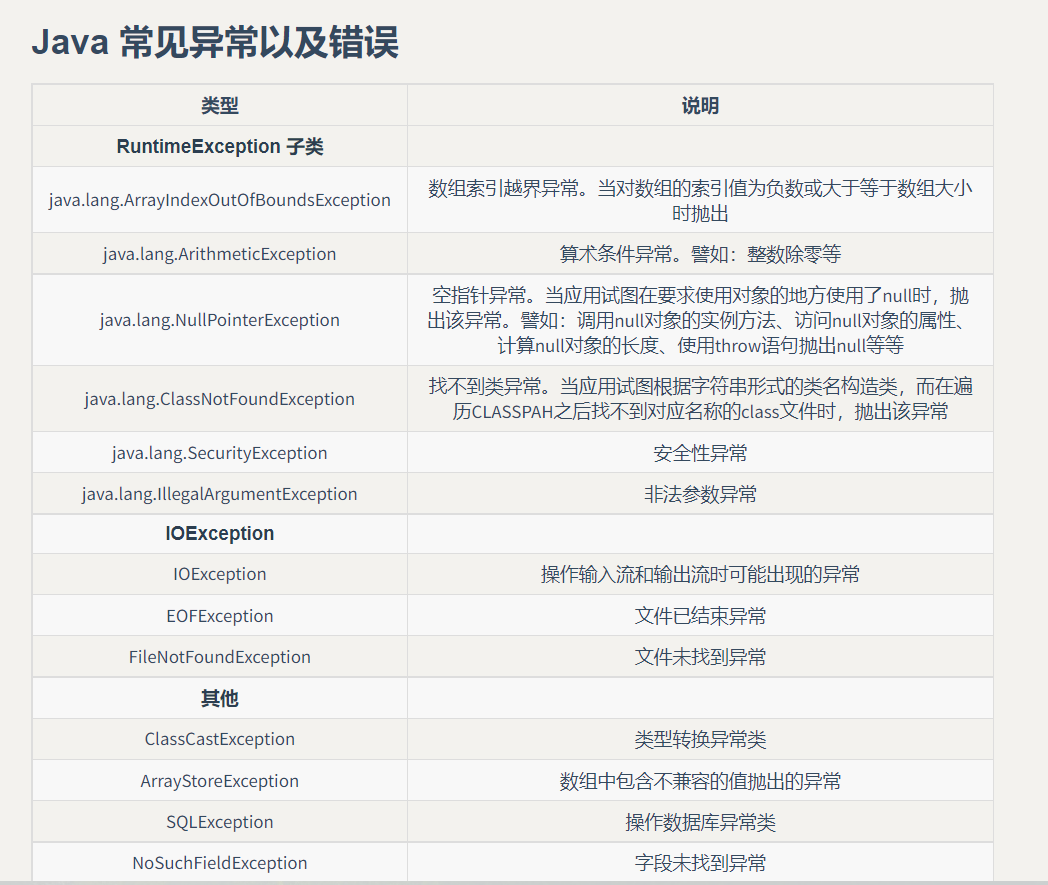 Java 常见异常以及错误
类型 说明
RuntimeException 子类
java.lang.ArrayIndexOutOfBoundsException 数组索引越界异常。当对数组的索引值为负数或大于等于数组大小
时抛出
java.lang.ArithmeticException 算术条件异常。譬如：整数除零等
空指针异常。当应用试图在要求使用对象的地方使用了null时，抛
java.lang.NullPointerException 出该异常。譬如：调用null对象的实例方法、访问null对象的属性、
计算null对象的长度、使用throw语句抛出null等等
java.lang.ClassNotFoundException 找不到类异常。当应用试图根据字符串形式的类名构造类，而在遍
历CLASSPAH之后找不到对应名称的class文件时，抛出该异常
java.lang.SecurityException 安全性异常
java.lang.IllegalArgumentException 非法参数异常
IOException
IOException 操作输入流和输出流时可能出现的异常
EOFException 文件已结束异常
FileNotFoundException 文件未找到异常
其他
ClassCastException 类型转换异常类
ArrayStoreException 数组中包含不兼容的值抛出的异常
SQLException 操作数据库异常类
NoSuchFieldException 字段未找到异常